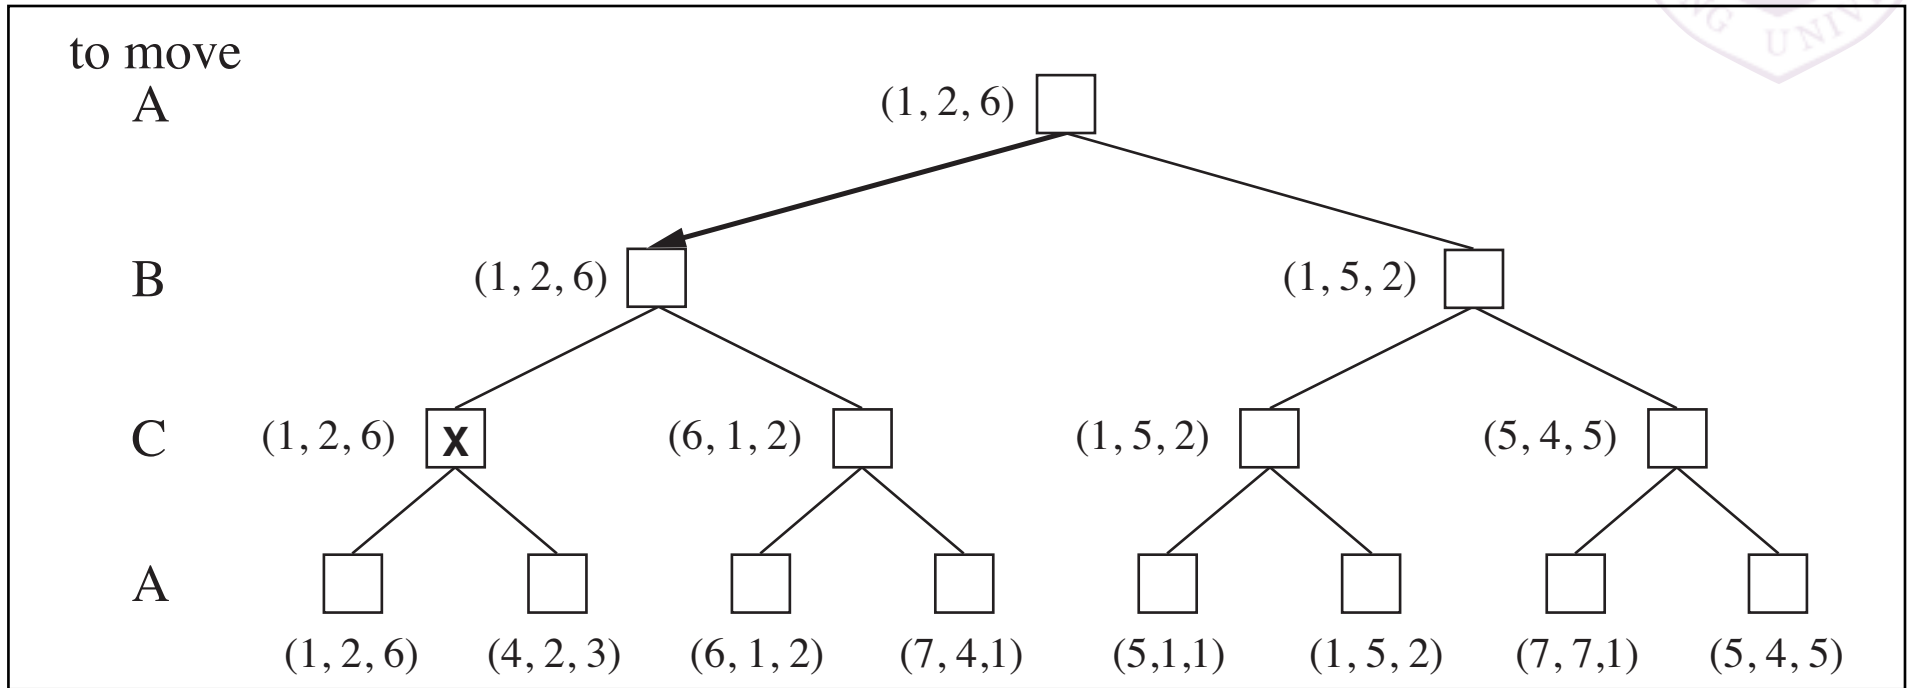 to move
A (1, 2, 6)
B (1, 2, 6) (1, 5, 2)
C (1, 2, 6) X (6, 1, 2) (1, 5, 2) (5, 4, 5)
A
(1, 2, 6) (4, 2, 3) (6, 1, 2) (7, 4,1) (5,1,1) (1, 5, 2) (7, 7,1) (5, 4, 5)